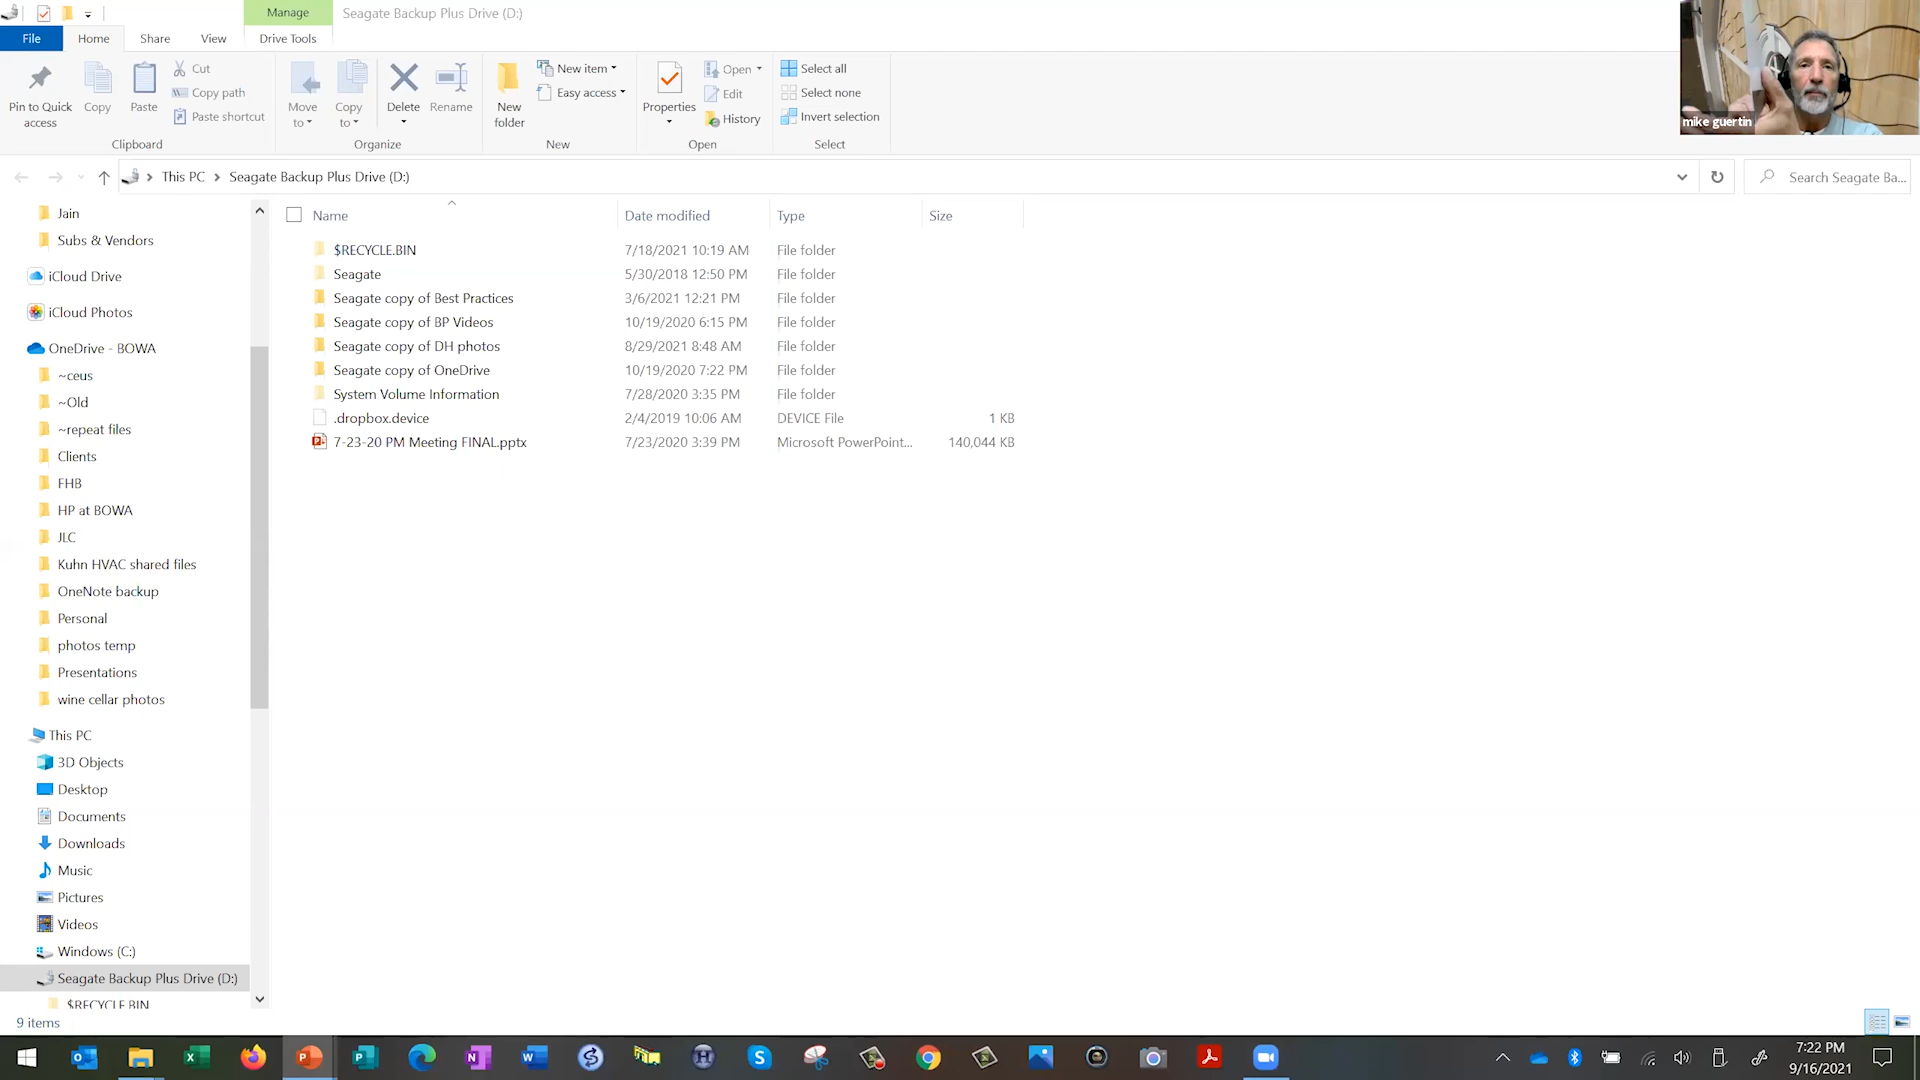 Manage
Seagate Backup Plus Drive (D:)
File
Home
Share
View
Drive Tools
Pin to Quick
access
Copy
Paste
Cut
Copy path
Paste shortcut
Clipboard
Move
to
Copy
to
Delete
Rename
Organize
New
folder
New item
Easy access
New
Properties
Open
Edit
History
Open
Select all
Select none
Invert selection
Select
mike guertin
This PC
Seagate Backup Plus Drive (D:)
Search Seagate Ba...
Jain
Subs & Vendors
iCloud Drive
iCloud Photos
OneDrive - BOWA
~ceus
~Old
~repeat files
Clients
FHB
HP at BOWA
JLC
Kuhn HVAC shared files
OneNote backup
Personal
photos temp
Presentations
wine cellar photos
This PC
3D Objects
Desktop
Documents
Downloads
Music
Pictures
Videos
Windows (C:)
Seagate Backup Plus Drive (D:)
$RECYCLE.BIN
Name Date modified Type Size
$RECYCLE.BIN 7/18/2021 10:19 AM File folder
Seagate 5/30/2018 12:50 PM File folder
Seagate copy of Best Practices 3/6/2021 12:21 PM File folder
Seagate copy of BP Videos 10/19/2020 6:15 PM File folder
Seagate copy of DH photos 8/29/2021 8:48 AM File folder
Seagate copy of OneDrive 10/19/2020 7:22 PM File folder
System Volume Information 7/28/2020 3:35 PM File folder
.dropbox.device 2/4/2019 10:06 AM DEVICE File 1 KB
7-23-20 PM Meeting FINAL.pptx 7/23/2020 3:39 PM Microsoft PowerPoint... 140,044 KB
9 items
7:22 PM
9/16/2021